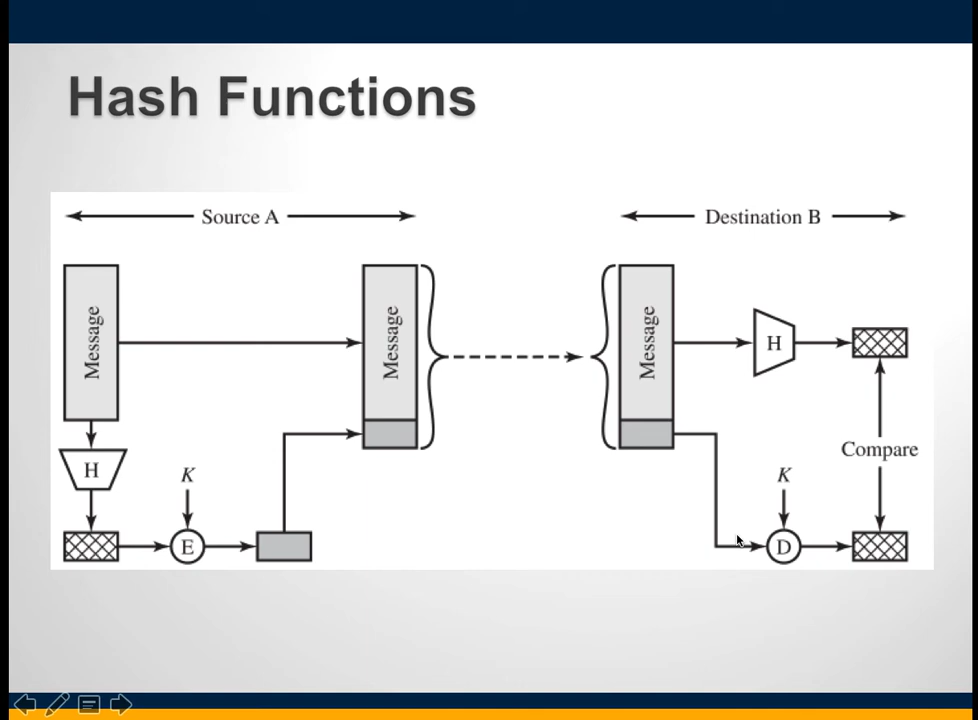 Hash Functions
Source A
Destination B
Message
Message
Message
H
H
K
K
Compare
E
D